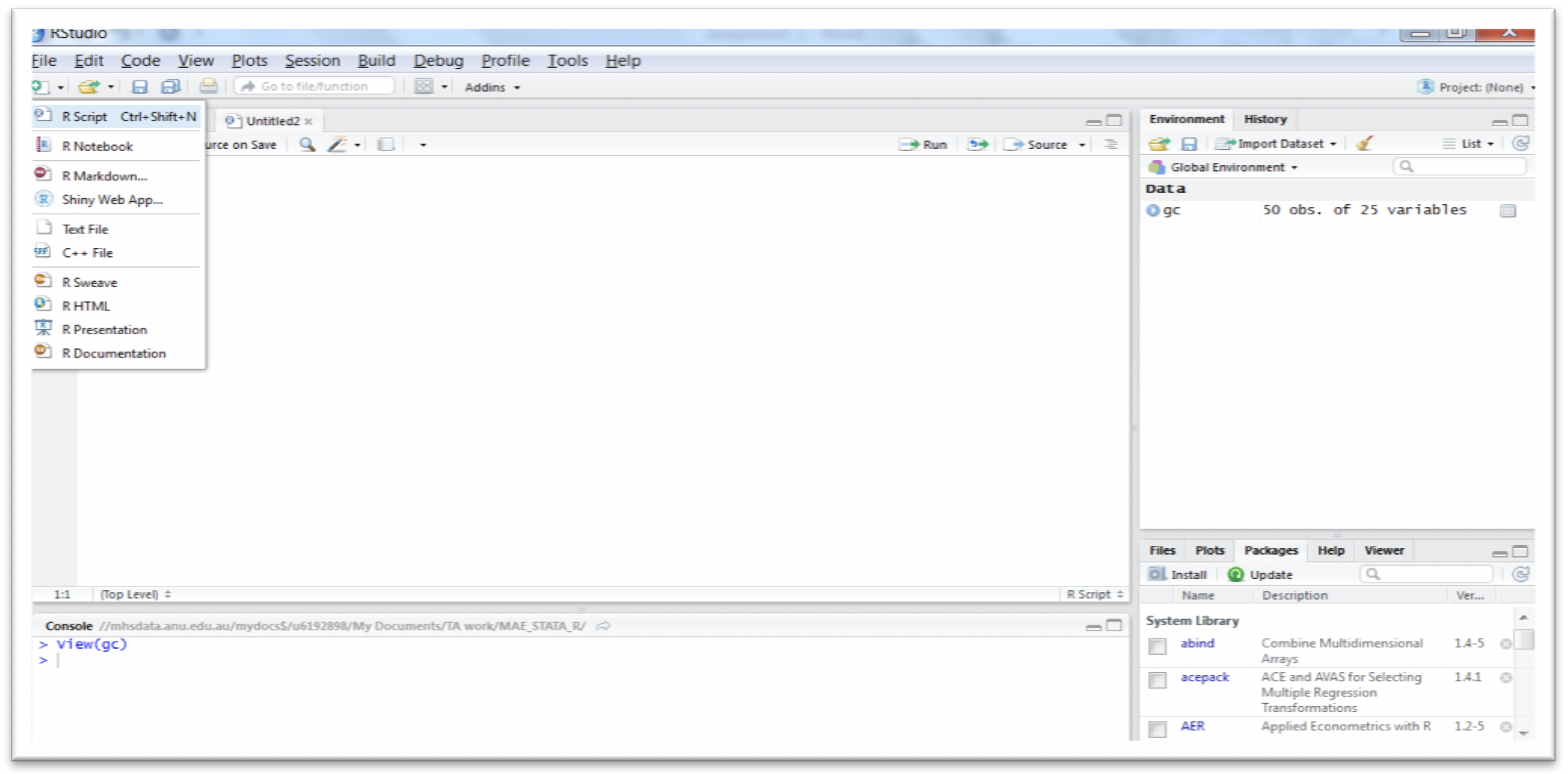 RStudio
File Edit Code View Plots Session Build Debug Profile Tools Help
Go to file/function Addins Project: (None)
R Script Ctrl+Shift+N
R Notebook
R Markdown...
Shiny Web App...
Text File
C++ File
R Sweave
R HTML
R Presentation
R Documentation
Untitled2
urce on Save Run Source
1:1 (Top Level) R Script
Console //mhsdata.anu.edu.au/mydocs$/u6192898/My Documents/TA work/MAE_STATA_R/
> View(gc)
>
Environment History
Import Dataset List
Global Environment
Data
gc 50 obs. of 25 variables
Files Plots Packages Help Viewer
Install Update
Name Description Ver...
System Library
abind Combine Multidimensional 1.4-5
Arrays
acepack ACE and AVAS for Selecting 1.4.1
Multiple Regression
Transformations
AER Applied Econometrics with R 1.2-5